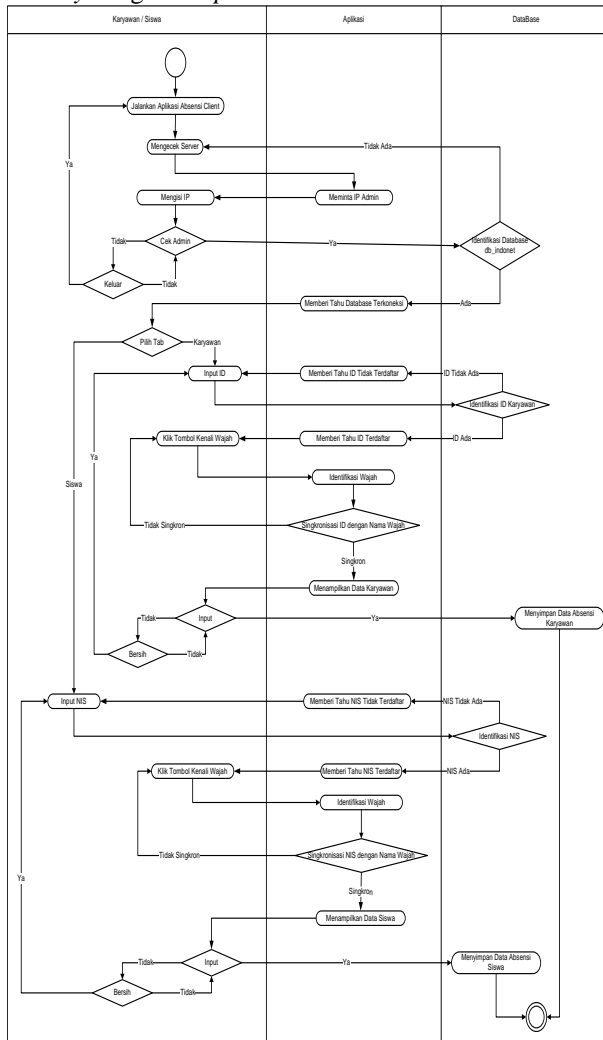 Karyawan / Siswa
Aplikasi
DataBase
Jalankan Aplikasi Absensi Client
Mengecek Server
Tidak Ada
Ya
Meminta IP Admin
Mengisi IP
Tidak
Cek Admin
Ya
Identifikasi Database
db_indonet
Keluar
Tidak
Memberi Tahu Database Terkoneksi
Ada
Pilih Tab
Karyawan
Input ID
Memberi Tahu ID Tidak Terdaftar
ID Tidak Ada
Identifikasi ID Karyawan
Klik Tombol Kenali Wajah
Memberi Tahu ID Terdaftar
ID Ada
Ya
Siswa
Identifikasi Wajah
Tidak Singkron
Singkronisasi ID dengan Nama Wajah
Singkron
Menampilkan Data Karyawan
Tidak
Input
Ya
Menyimpan Data Absensi
Karyawan
Bersih
Tidak
Input NIS
Memberi Tahu NIS Tidak Terdaftar
NIS Tidak Ada
Identifikasi NIS
Klik Tombol Kenali Wajah
Memberi Tahu NIS Terdaftar
NIS Ada
Identifikasi Wajah
Tidak Singkron
Singkronisasi NIS dengan Nama Wajah
Ya
Singkron
Menampilkan Data Siswa
Tidak
Input
Ya
Menyimpan Data Absensi
Siswa
Bersih
Tidak